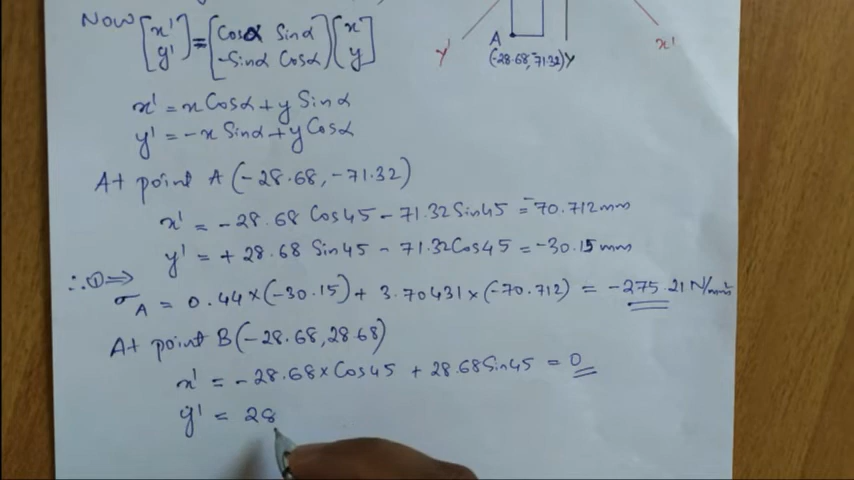 Now [x' y'] = [Cosα Sinα -Sinα Cosα] [x y]
y'
A
(-28.68,-71.32) Y
x'
x' = x Cosα + y Sinα
y' = -x Sinα + y Cosα
At point A (-28.68, -71.32)
x' = -28.68 Cos45 - 71.32 Sin45 = -70.712 mm
y' = + 28.68 Sin45 - 71.32 Cos45 = -30.15 mm
∴ ① ⇒
σA = 0.44×(-30.15) + 3.70431×(-70.712) = -275.21 N/mm²
At point B (-28.68, 28.68)
x' = -28.68×Cos45 + 28.68 Sin45 = 0
y' = 28